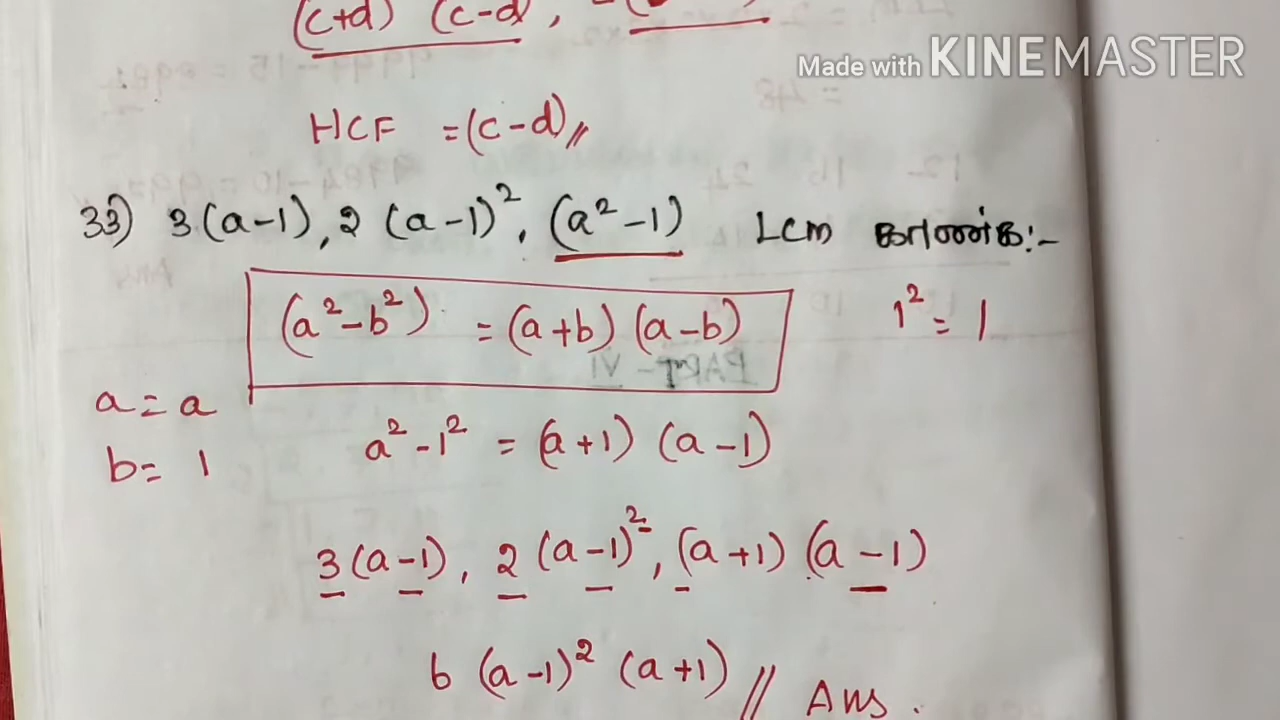 (c+d) (c-d),
Made with KINEMASTER
HCF = (c-d)//
33) 3(a-1), 2 (a-1)², (a²-1) Lcm காண்க:-
(a²-b²) = (a+b) (a-b)
1² = 1
a = a
b = 1
a²-1² = (a+1) (a-1)
3(a-1), 2 (a-1)², (a+1) (a-1)
6 (a-1)² (a+1)// Ans.